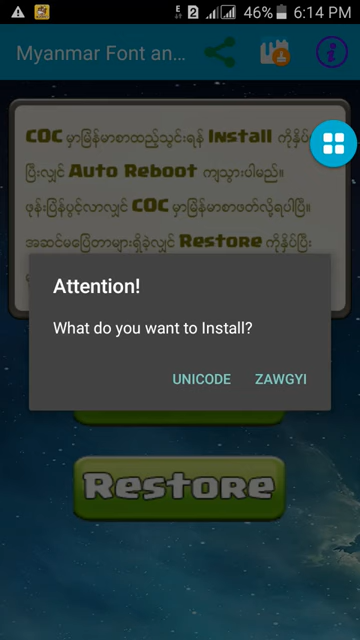 46% 6:14 PM
Myanmar Font an...
COC မှာမြန်မာစာထည့်သွင်းရန် Install ကိုနှိပ်
ပြီးလျှင် Auto Reboot ကျသွားပါမည်။
ဖုန်းပြန်ပွင့်လာလျှင် COC မှာမြန်မာစာဖတ်လို့ရပါပြီ။
အဆင်မပြေတာများရှိခဲ့လျှင် Restore ကိုနှိပ်ပြီး
Attention!
What do you want to Install?
UNICODE ZAWGYI
Restore